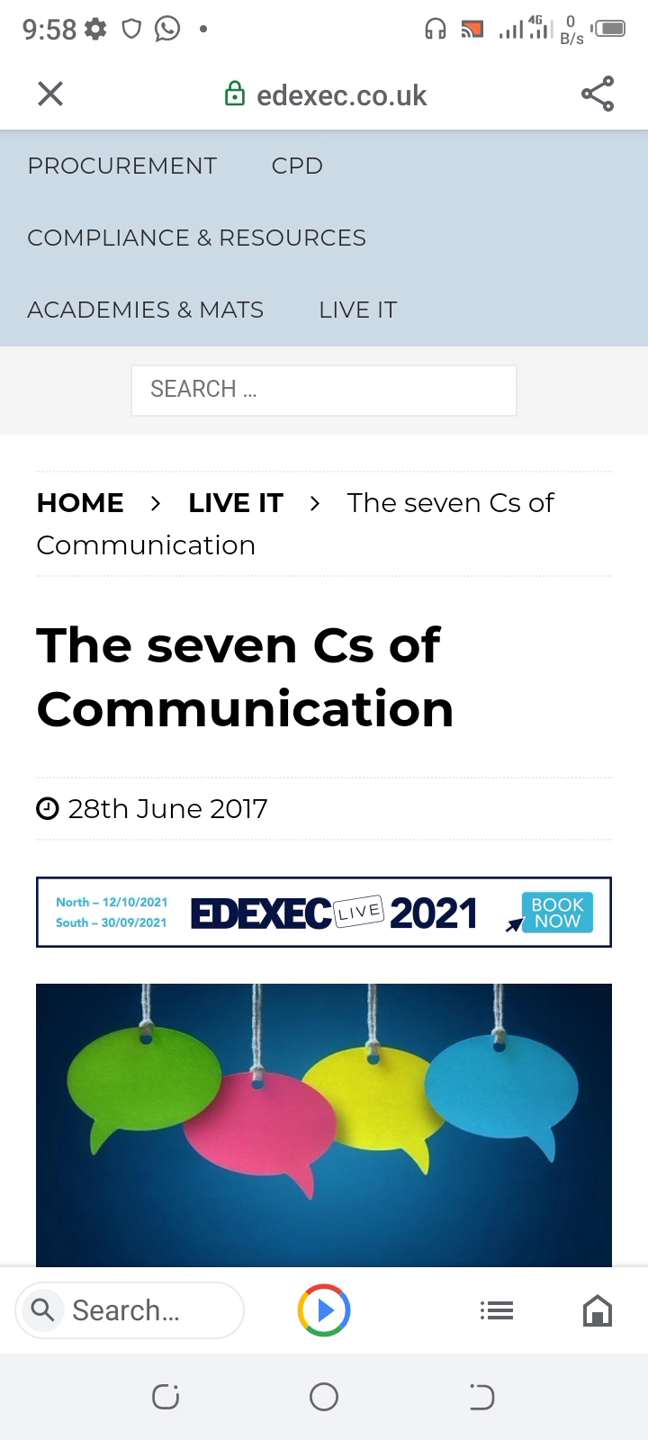 9:58 4G 0 B/s
edexec.co.uk
PROCUREMENT CPD
COMPLIANCE & RESOURCES
ACADEMIES & MATS LIVE IT
SEARCH ...
HOME > LIVE IT > The seven Cs of
Communication
The seven Cs of
Communication
28th June 2017
North – 12/10/2021
South – 30/09/2021
EDEXEC LIVE 2021
BOOK
NOW
Search...